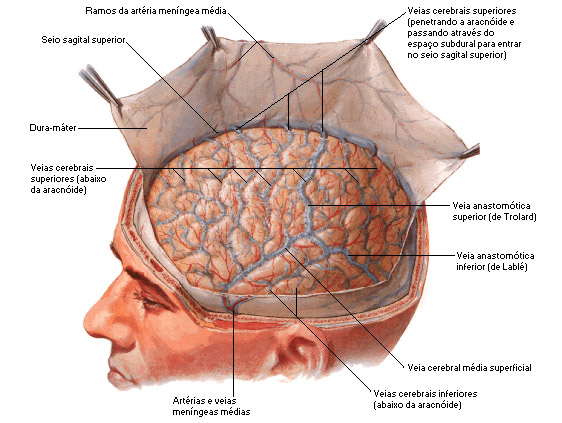 Ramos da artéria meníngea média
Veias cerebrais superiores
(penetrando a aracnóide e
passando através do
espaço subdural para entrar
no seio sagital superior)
Seio sagital superior
Dura-máter
Veias cerebrais
superiores (abaixo
da aracnóide)
Veia anastomótica
superior (de Trolard)
Veia anastomótica
inferior (de Lablé)
Veia cerebral média superficial
Veias cerebrais inferiores
(abaixo da aracnóide)
Artérias e veias
meníngeas médias